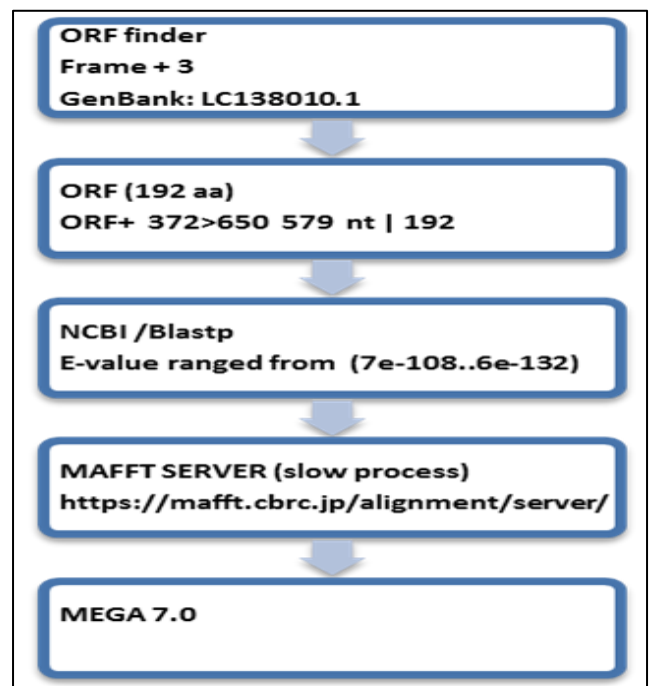 ORF finder
Frame + 3
GenBank: LC138010.1
ORF (192 aa)
ORF+ 372>650 579 nt | 192
NCBI /Blastp
E-value ranged from (7e-108..6e-132)
MAFFT SERVER (slow process)
https://mafft.cbrc.jp/alignment/server/
MEGA 7.0